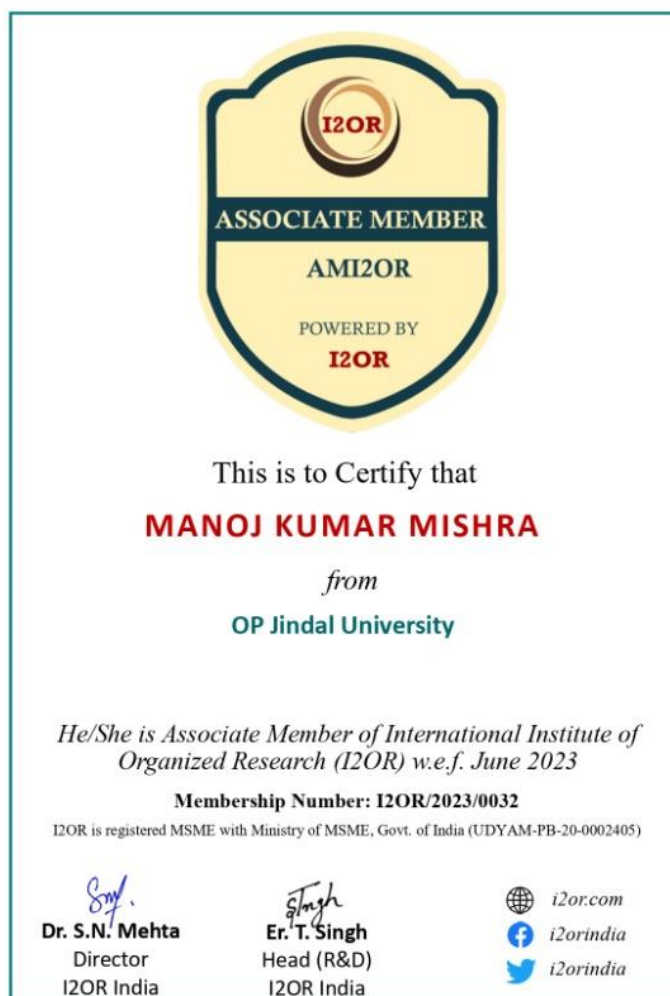 I2OR
ASSOCIATE MEMBER
AMI2OR
POWERED BY
I2OR
This is to Certify that
MANOJ KUMAR MISHRA
from
OP Jindal University
He/She is Associate Member of International Institute of
Organized Research (I2OR) w.e.f. June 2023
Membership Number: I2OR/2023/0032
I2OR is registered MSME with Ministry of MSME, Govt. of India (UDYAM-PB-20-0002405)
Dr. S.N. Mehta
Director
I2OR India
Er. T. Singh
Head (R&D)
I2OR India
i2or.com
i2orindia
i2orindia